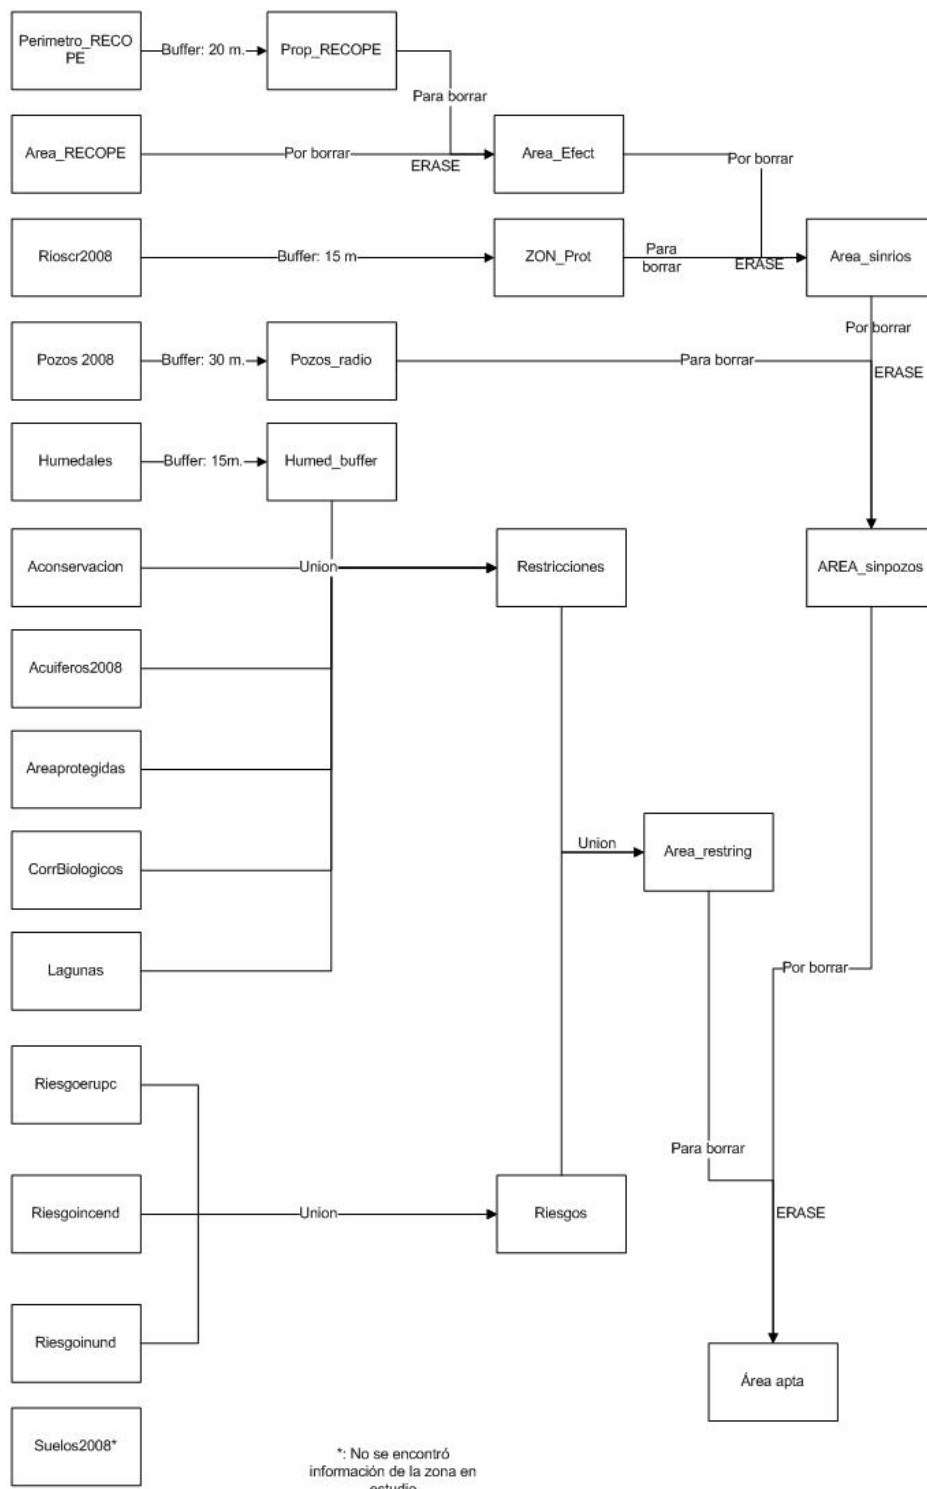 Perimetro_RECO
PE
Buffer: 20 m.
Prop_RECOPE
Para borrar
Area_RECOPE
Por borrar
ERASE
Area_Efect
Por borrar
Rioscr2008
Buffer: 15 m
ZON_Prot
Para
borrar
ERASE
Area_sinrios
Por borrar
Pozos 2008
Buffer: 30 m.
Pozos_radio
Para borrar
ERASE
Humedales
Buffer: 15m.
Humed_buffer
Aconservacion
Union
Restricciones
AREA_sinpozos
Acuiferos2008
Areaprotegidas
CorrBiologicos
Union
Area_restring
Lagunas
Por borrar
Riesgoerupc
Para borrar
Riesgoincend
Union
Riesgos
ERASE
Riesgoinund
Área apta
Suelos2008*
*: No se encontró
información de la zona en
estudio